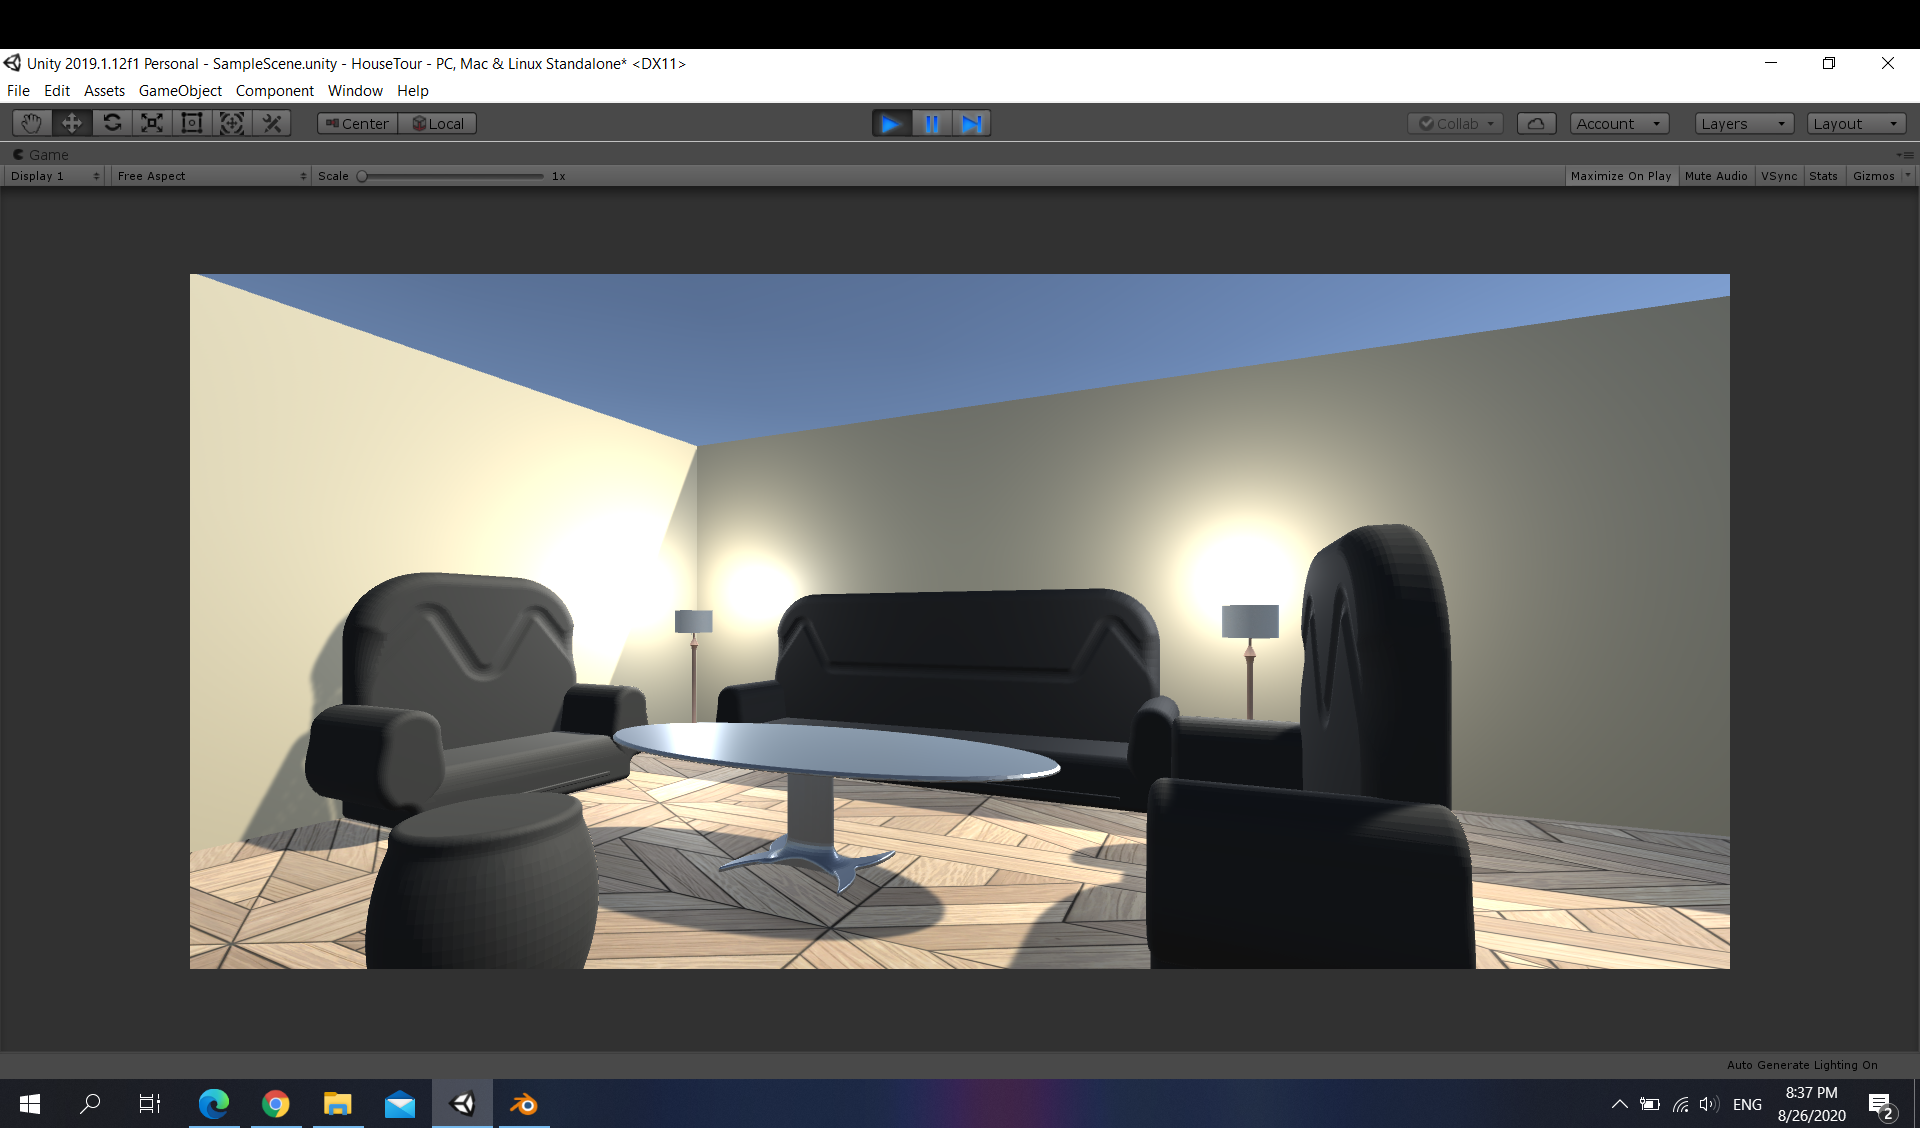 Unity 2019.1.12f1 Personal - SampleScene.unity - HouseTour - PC, Mac & Linux Standalone* <DX11>
File Edit Assets GameObject Component Window Help
Center Local Collab Account Layers Layout
Game
Display 1 Free Aspect Scale 1x Maximize On Play Mute Audio VSync Stats Gizmos
Auto Generate Lighting On
8:37 PM
ENG
8/26/2020
2